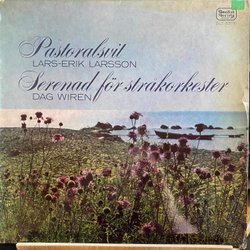 Pastoralsvit
LARS-ERIK LARSSON
Serenad för stråkorkester
DAG WIREN